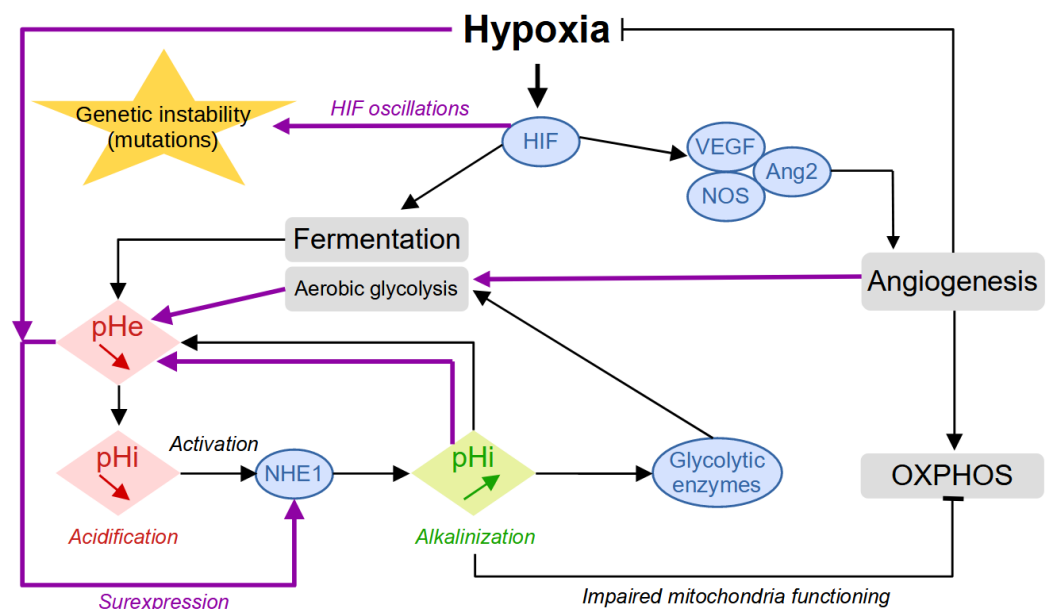 Hypoxia
Genetic instability
(mutations)
HIF oscillations
HIF
VEGF
NOS
Ang2
Fermentation
Aerobic glycolysis
Angiogenesis
pHe
pHi
Activation
NHE1
pHi
Glycolytic
enzymes
OXPHOS
Acidification
Alkalinization
Surexpression
Impaired mitochondria functioning